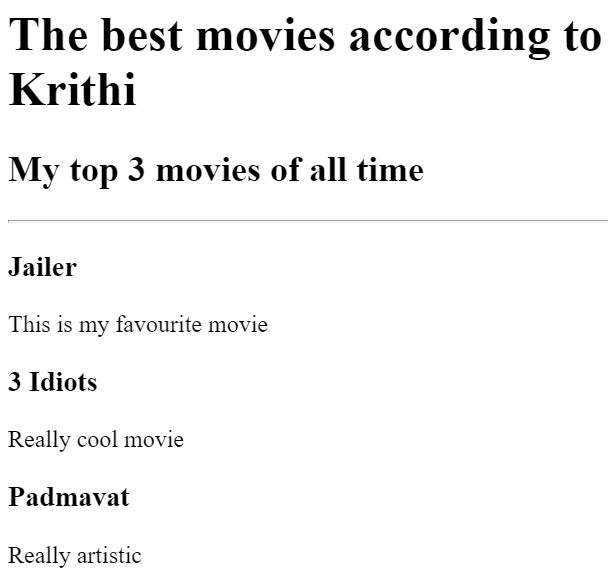 The best movies according to
Krithi
My top 3 movies of all time
Jailer
This is my favourite movie
3 Idiots
Really cool movie
Padmavat
Really artistic